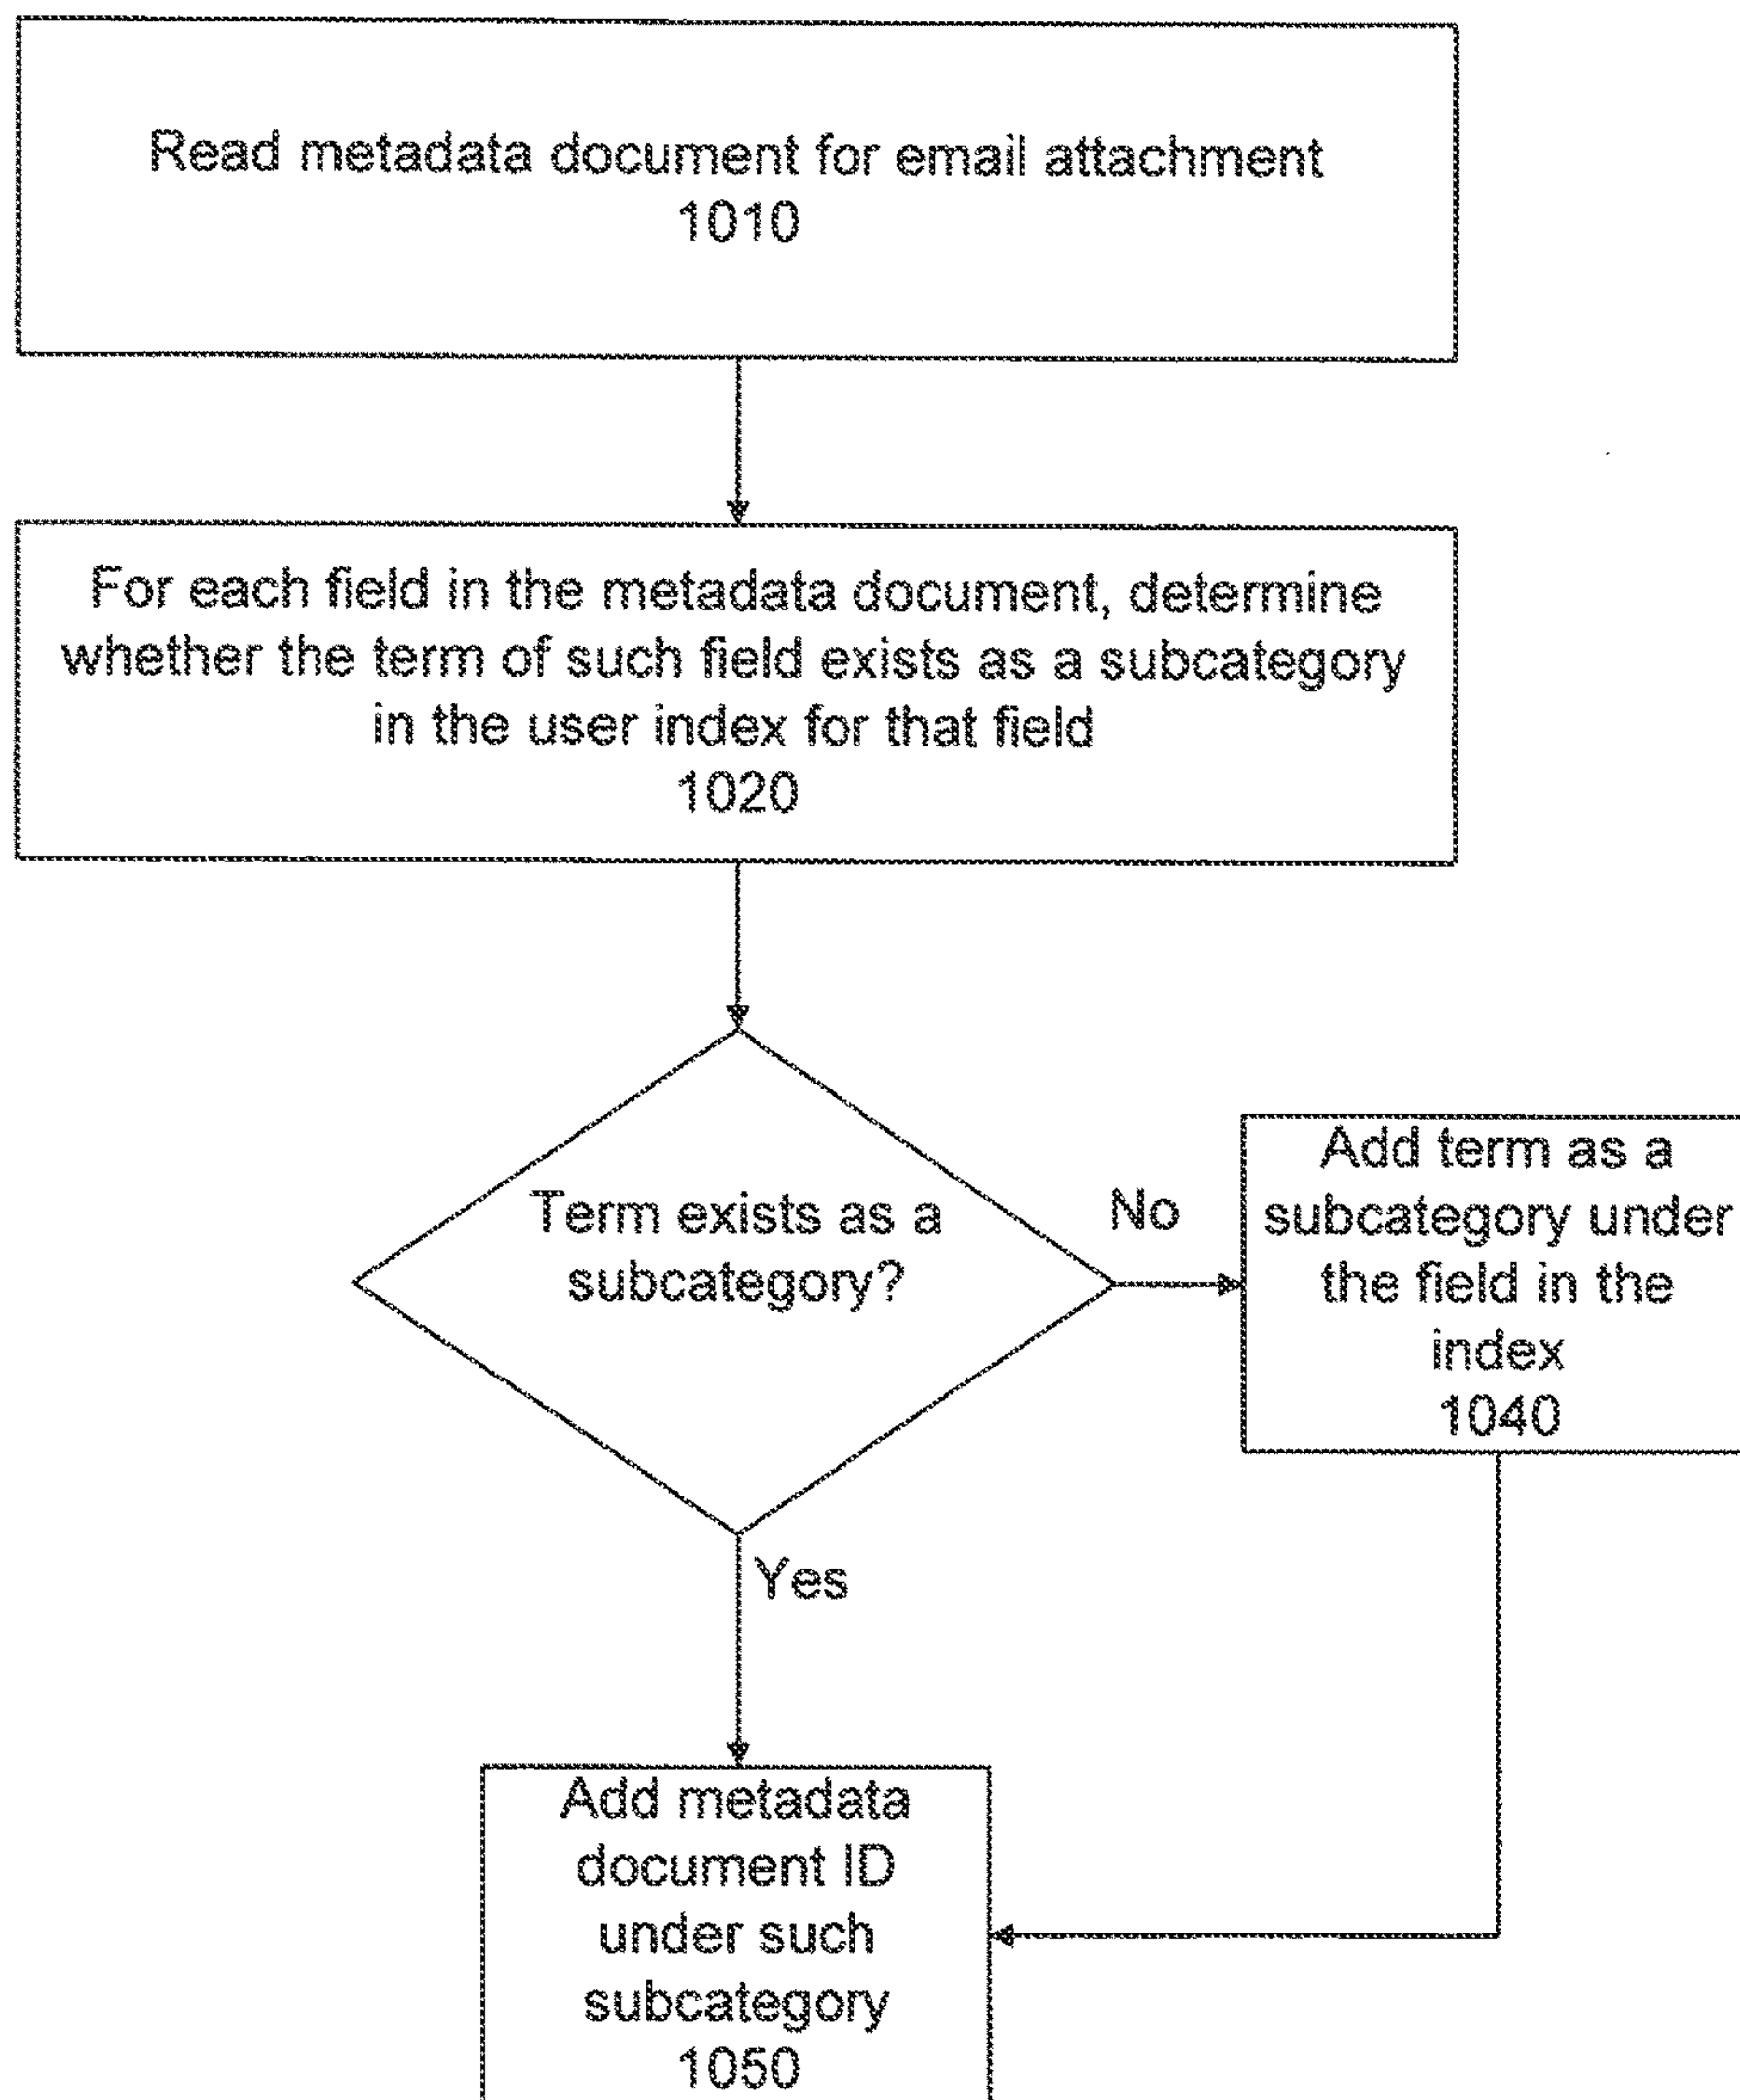 Read metadata document for email attachment
1010
For each field in the metadata document, determine
whether the term of such field exists as a subcategory
in the user index for that field
1020
Term exists as a
subcategory?
No
Add term as a
subcategory under
the field in the
index
1040
Yes
Add metadata
document ID
under such
subcategory
1050